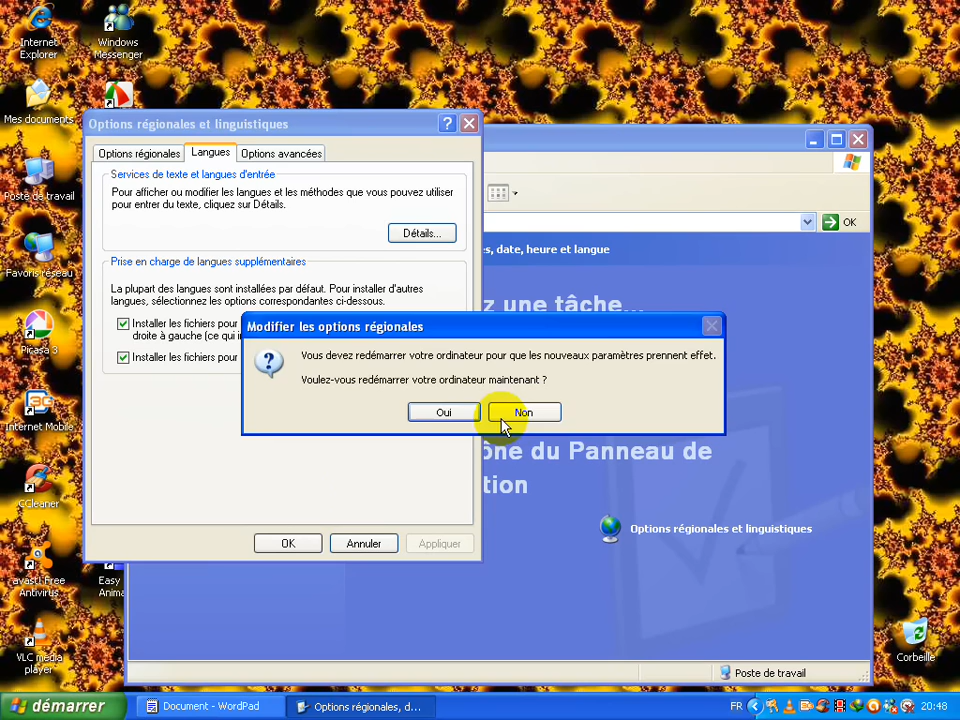 Internet
Explorer
Windows
Messenger
Mes documents
Poste de travail
Favoris réseau
Picasa 3
Internet Mobile
CCleaner
avast! Free
Antivirus
Easy
Anima
VLC media
player
Corbeille
Options régionales et linguistiques
Options régionales
Langues
Options avancées
Services de texte et langues d'entrée
Pour afficher ou modifier les langues et les méthodes que vous pouvez utiliser
pour entrer du texte, cliquez sur Détails.
Détails...
Prise en charge de langues supplémentaires
La plupart des langues sont installées par défaut. Pour installer d'autres
langues, sélectionnez les options correspondantes ci-dessous.
Installer les fichiers pour
droite à gauche (ce qui i
Installer les fichiers pour
OK
Annuler
Appliquer
OK
s, date, heure et langue
z une tâche...
Modifier les options régionales
Vous devez redémarrer votre ordinateur pour que les nouveaux paramètres prennent effet.
Voulez-vous redémarrer votre ordinateur maintenant ?
Oui
Non
ône du Panneau de
tion
Options régionales et linguistiques
Poste de travail
démarrer
Document - WordPad
Options régionales, d...
FR
20:48